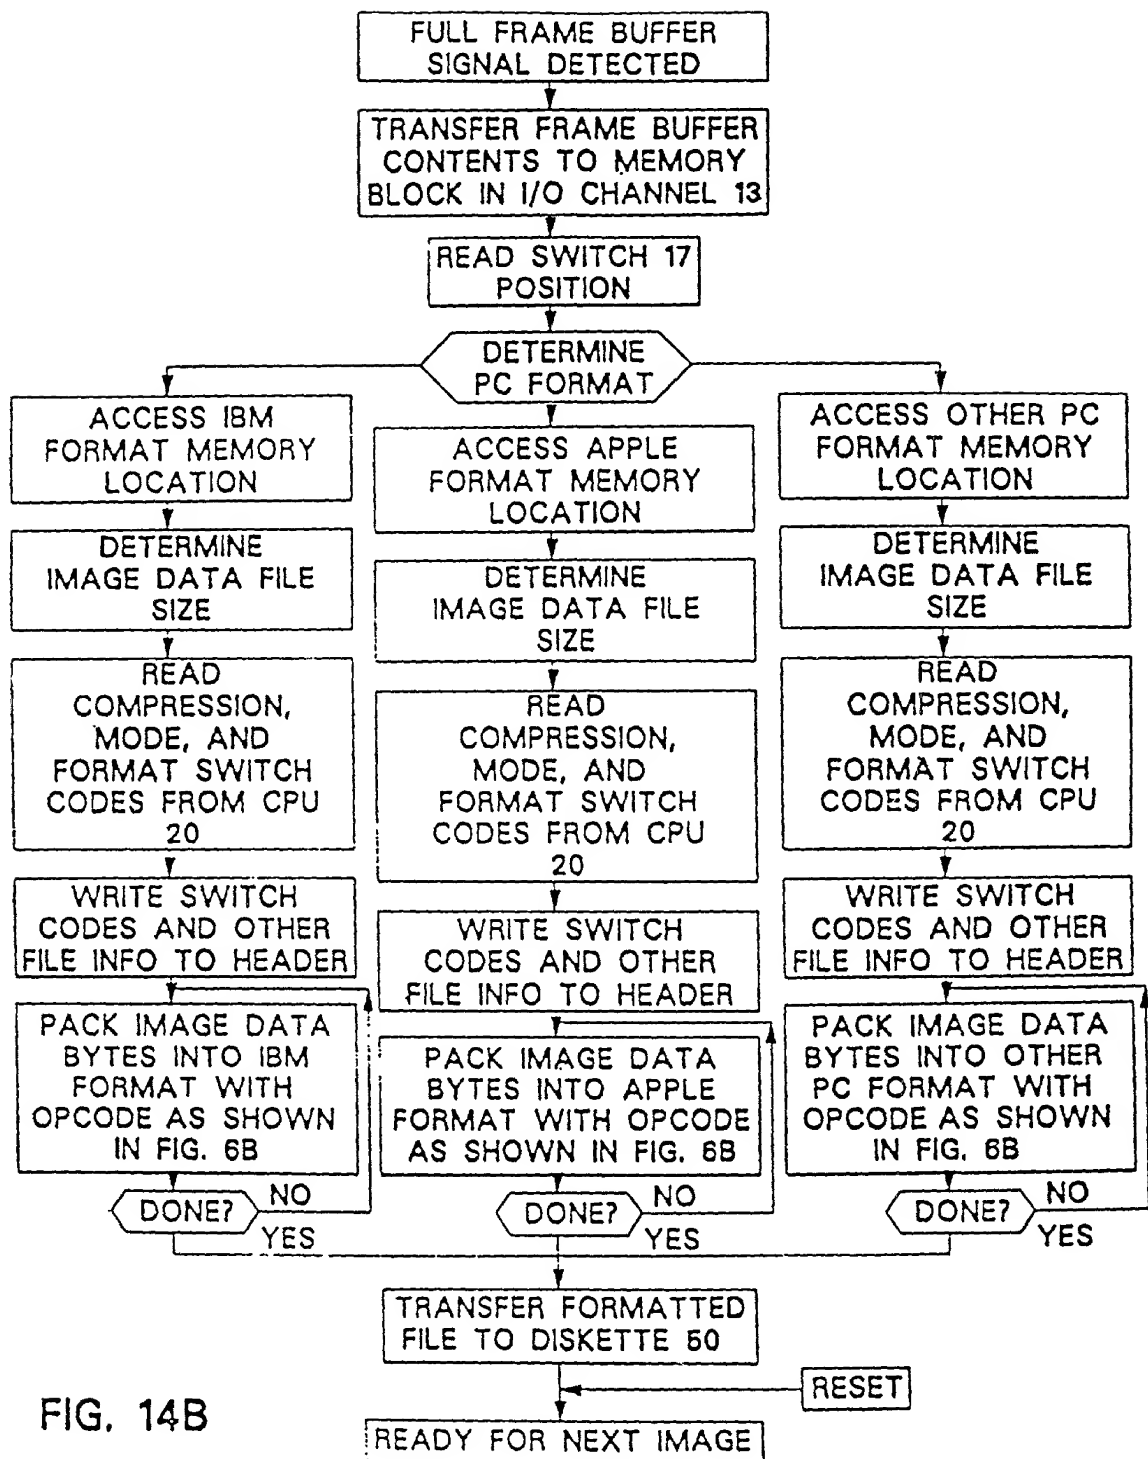 FULL FRAME BUFFER
SIGNAL DETECTED
TRANSFER FRAME BUFFER
CONTENTS TO MEMORY
BLOCK IN I/O CHANNEL 13
READ SWITCH 17
POSITION
DETERMINE
PC FORMAT
ACCESS IBM
FORMAT MEMORY
LOCATION
DETERMINE
IMAGE DATA FILE
SIZE
READ
COMPRESSION,
MODE, AND
FORMAT SWITCH
CODES FROM CPU
20
WRITE SWITCH
CODES AND OTHER
FILE INFO TO HEADER
PACK IMAGE DATA
BYTES INTO IBM
FORMAT WITH
OPCODE AS SHOWN
IN FIG. 6B
DONE?
NO
YES
ACCESS APPLE
FORMAT MEMORY
LOCATION
DETERMINE
IMAGE DATA FILE
SIZE
READ
COMPRESSION,
MODE, AND
FORMAT SWITCH
CODES FROM CPU
20
WRITE SWITCH
CODES AND OTHER
FILE INFO TO HEADER
PACK IMAGE DATA
BYTES INTO APPLE
FORMAT WITH OPCODE
AS SHOWN IN FIG. 6B
DONE?
NO
YES
ACCESS OTHER PC
FORMAT MEMORY
LOCATION
DETERMINE
IMAGE DATA FILE
SIZE
READ
COMPRESSION,
MODE, AND
FORMAT SWITCH
CODES FROM CPU
20
WRITE SWITCH
CODES AND OTHER
FILE INFO TO HEADER
PACK IMAGE DATA
BYTES INTO OTHER
PC FORMAT WITH
OPCODE AS SHOWN
IN FIG. 6B
DONE?
NO
YES
TRANSFER FORMATTED
FILE TO DISKETTE 50
RESET
READY FOR NEXT IMAGE
FIG. 14B